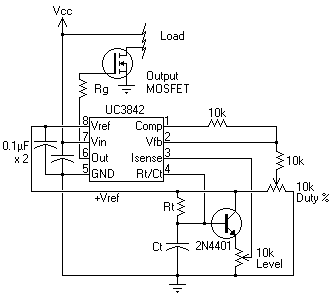 Vcc
Load
Output
MOSFET
Rg
UC3842
10k
8 Vref Comp 1
7 Vin Vfb 2
6 Out Isense 3
5 GND Rt/Ct 4
0.1µF
x 2
10k
10k
Duty %
+Vref
Rt
Ct
2N4401
10k
Level